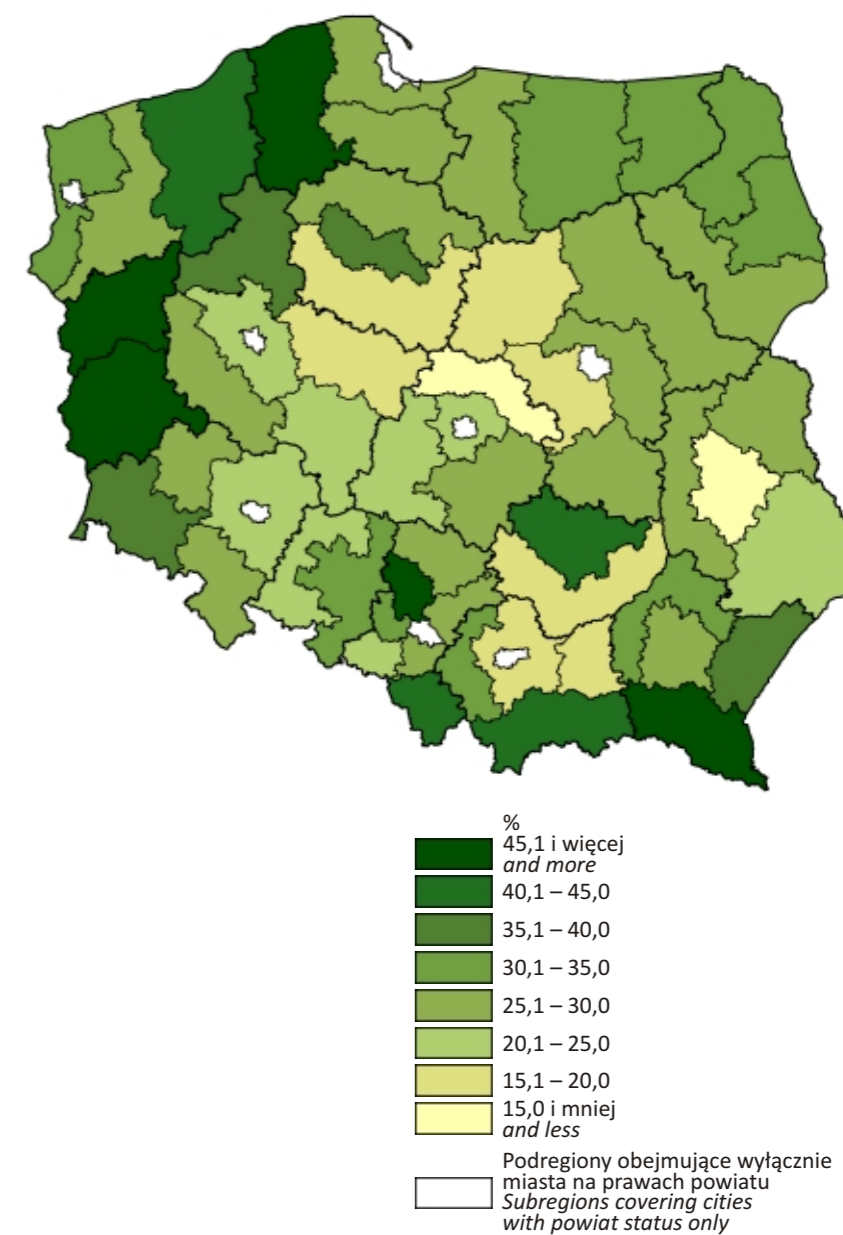 %
45,1 i więcej
and more
40,1 – 45,0
35,1 – 40,0
30,1 – 35,0
25,1 – 30,0
20,1 – 25,0
15,1 – 20,0
15,0 i mniej
and less
Podregiony obejmujące wyłącznie
miasta na prawach powiatu
Subregions covering cities
with powiat status only